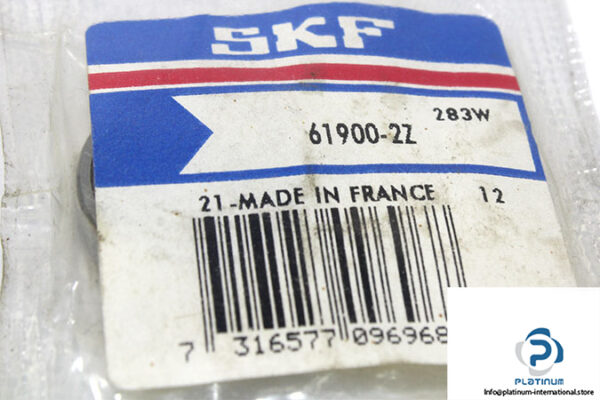 SKF
283W
61900-2Z
21-MADE IN FRANCE 12
7 316577 096968
PLATINUM
Info@platinum-international.store